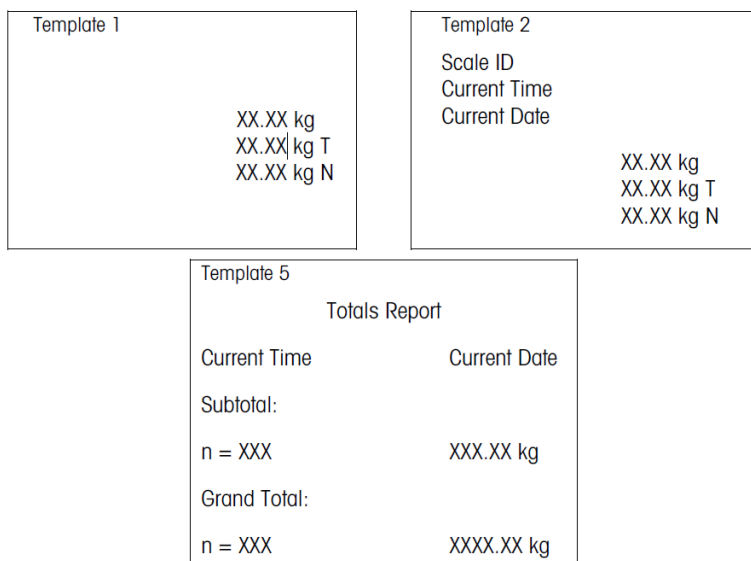 Template 1
XX.XX kg
XX.XX kg T
XX.XX kg N
Template 2
Scale ID
Current Time
Current Date
XX.XX kg
XX.XX kg T
XX.XX kg N
Template 5
Totals Report
Current Time Current Date
Subtotal:
n = XXX XXX.XX kg
Grand Total:
n = XXX XXXX.XX kg